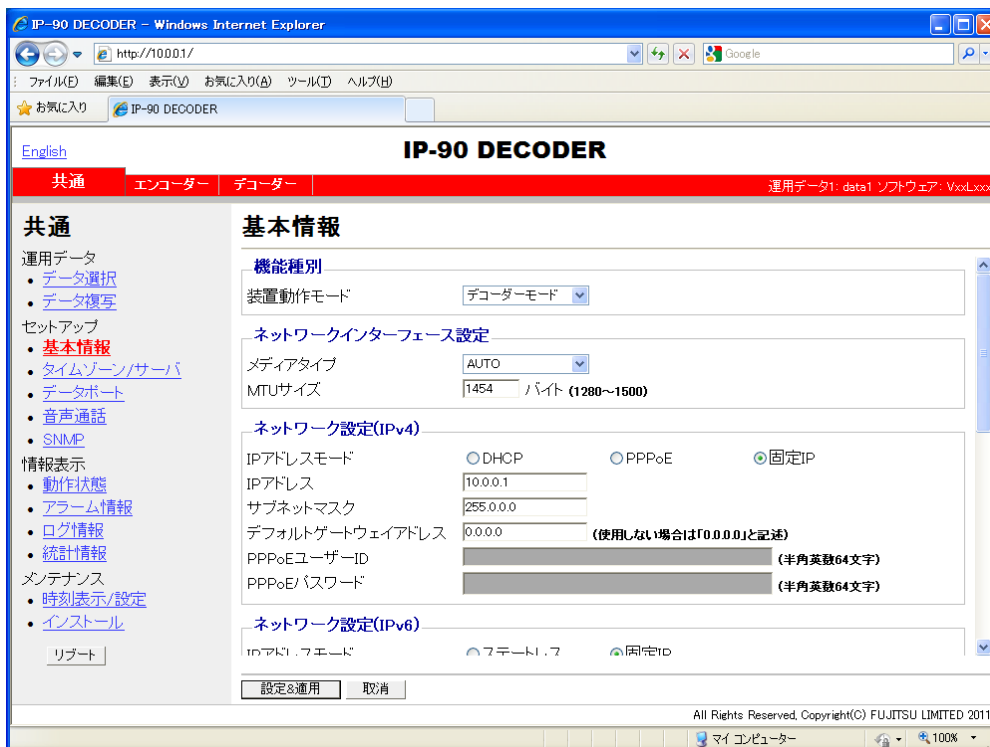 IP-90 DECODER - Windows Internet Explorer
http://10.0.0.1/
Google
ファイル(F) 編集(E) 表示(V) お気に入り(A) ツール(T) ヘルプ(H)
お気に入り IP-90 DECODER
English
IP-90 DECODER
共通 エンコーダー デコーダー 運用データ1: data1 ソフトウェア: VxxLxxx
共通
運用データ
• データ選択
• データ複写
セットアップ
• 基本情報
• タイムゾーン/サーバ
• データポート
• 音声通話
• SNMP
情報表示
• 動作状態
• アラーム情報
• ログ情報
• 統計情報
メンテナンス
• 時刻表示/設定
• インストール
リブート
基本情報
機能種別
装置動作モード デコーダーモード
ネットワークインターフェース設定
メディアタイプ AUTO
MTUサイズ 1454 バイト (1280～1500)
ネットワーク設定(IPv4)
IPアドレスモード DHCP PPPoE 固定IP
IPアドレス 10.0.0.1
サブネットマスク 255.0.0.0
デフォルトゲートウェイアドレス 0.0.0.0 (使用しない場合は「0.0.0.0」と記述)
PPPoEユーザーID (半角英数64文字)
PPPoEパスワード (半角英数64文字)
ネットワーク設定(IPv6)
IPアドレスモード ステートレス 固定IP
設定&適用 取消
All Rights Reserved, Copyright(C) FUJITSU LIMITED 2011
マイ コンピューター 100%